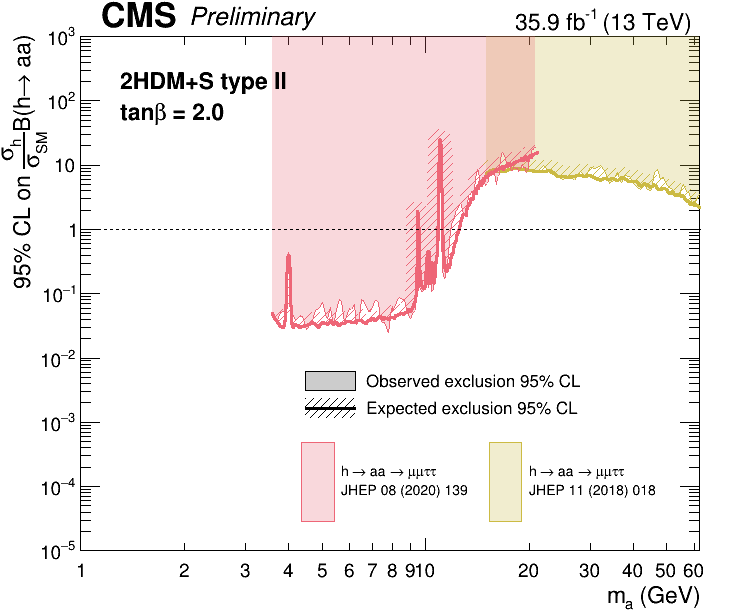 CMS Preliminary 35.9 fb⁻¹ (13 TeV)
95% CL on σh/σSM B(h→ aa)
10³
10²
10
1
10⁻¹
10⁻²
10⁻³
10⁻⁴
10⁻⁵
2HDM+S type II
tanβ = 2.0
Observed exclusion 95% CL
Expected exclusion 95% CL
h → aa → μμττ
JHEP 08 (2020) 139
h → aa → μμττ
JHEP 11 (2018) 018
1 2 3 4 5 6 7 8 910 20 30 40 50 60
mₐ (GeV)